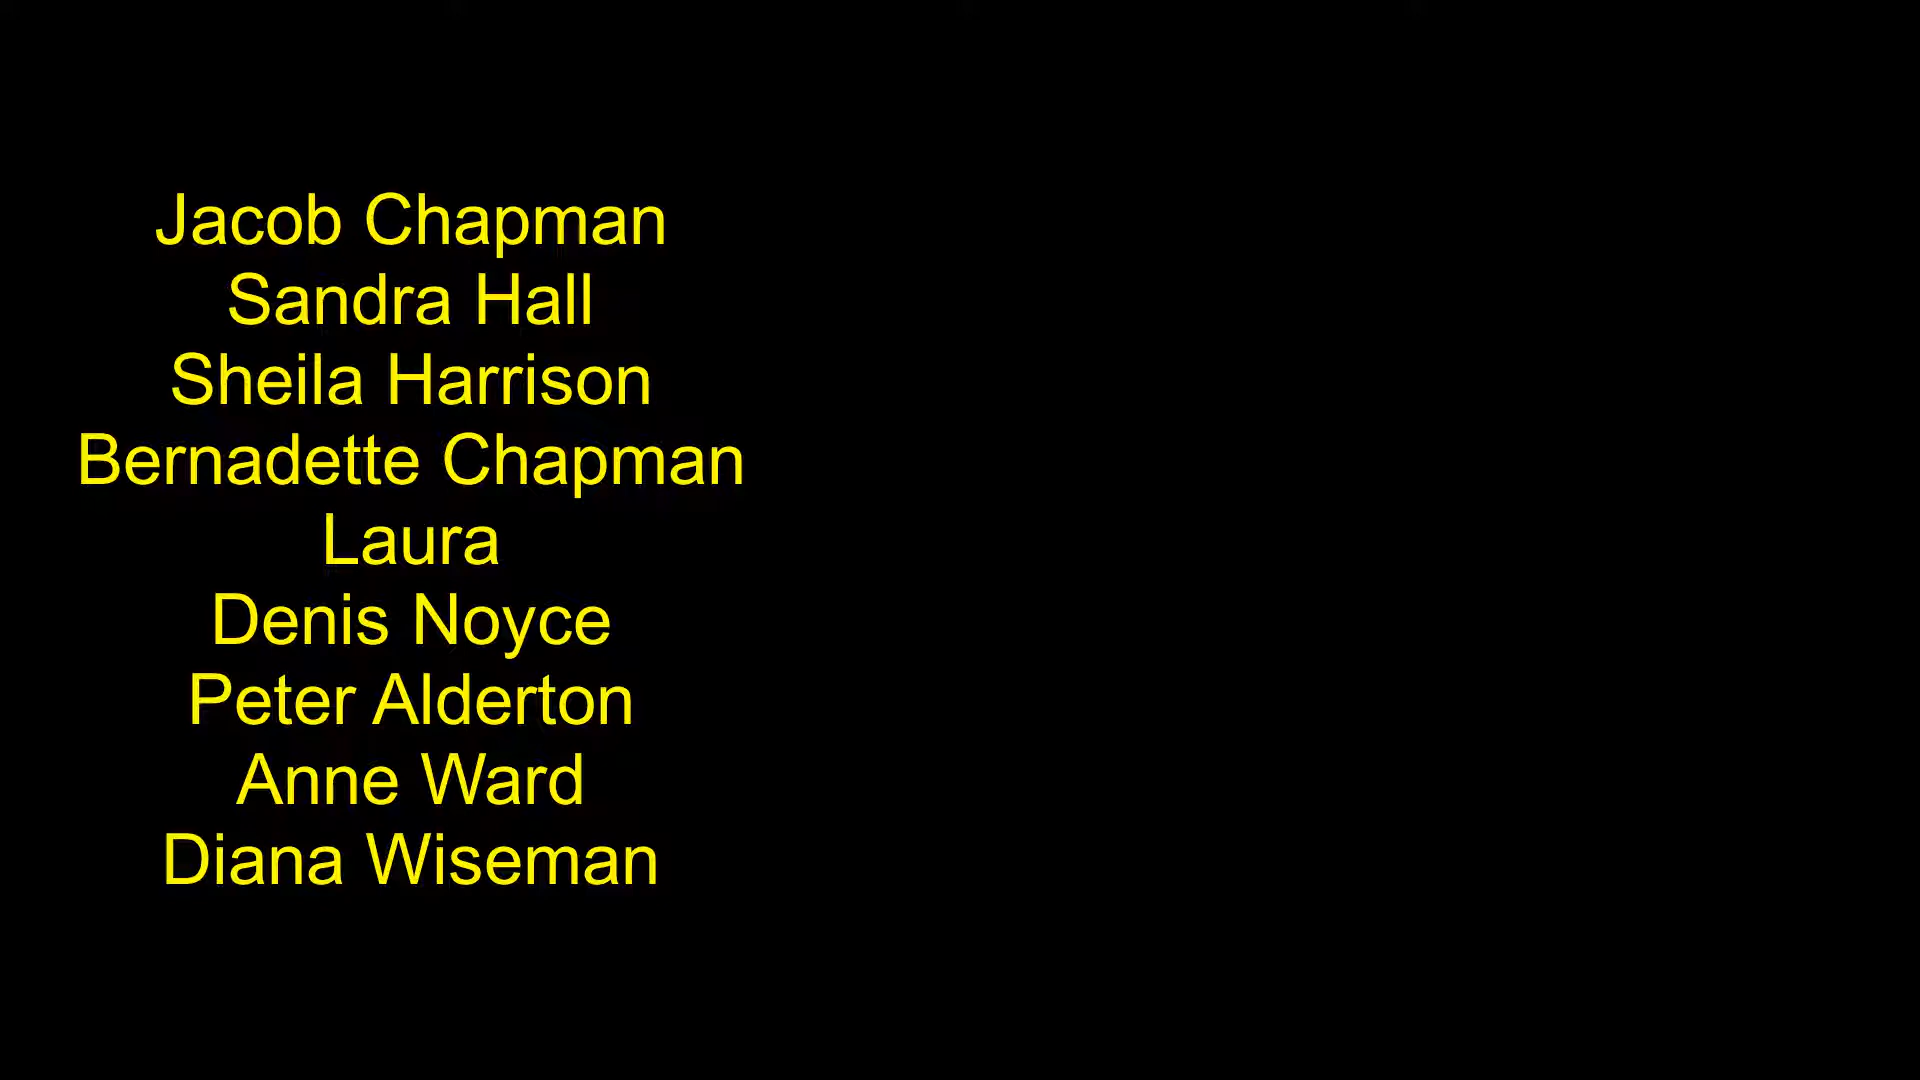 Jacob Chapman
Sandra Hall
Sheila Harrison
Bernadette Chapman
Laura
Denis Noyce
Peter Alderton
Anne Ward
Diana Wiseman